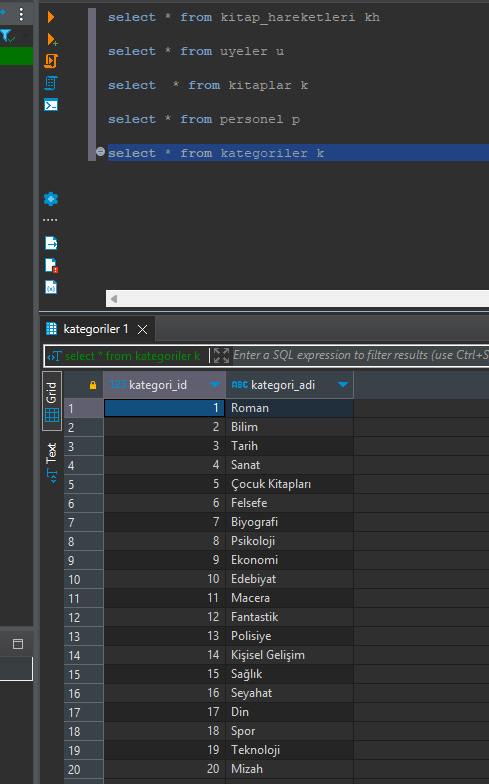 select * from kitap_hareketleri kh
select * from uyeler u
select  * from kitaplar k
select * from personel p
select * from kategoriler k
kategoriler 1
select * from kategoriler k
Enter a SQL expression to filter results (use Ctrl+S
Grid
Text
123 kategori_id
ABC kategori_adi
1 1 Roman
2 2 Bilim
3 3 Tarih
4 4 Sanat
5 5 Çocuk Kitapları
6 6 Felsefe
7 7 Biyografi
8 8 Psikoloji
9 9 Ekonomi
10 10 Edebiyat
11 11 Macera
12 12 Fantastik
13 13 Polisiye
14 14 Kişisel Gelişim
15 15 Sağlık
16 16 Seyahat
17 17 Din
18 18 Spor
19 19 Teknoloji
20 20 Mizah